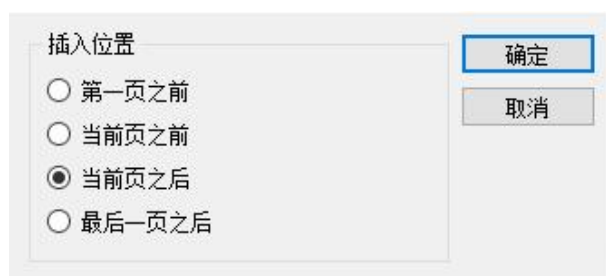 插入位置
第一页之前
当前页之前
当前页之后
最后一页之后
确定
取消